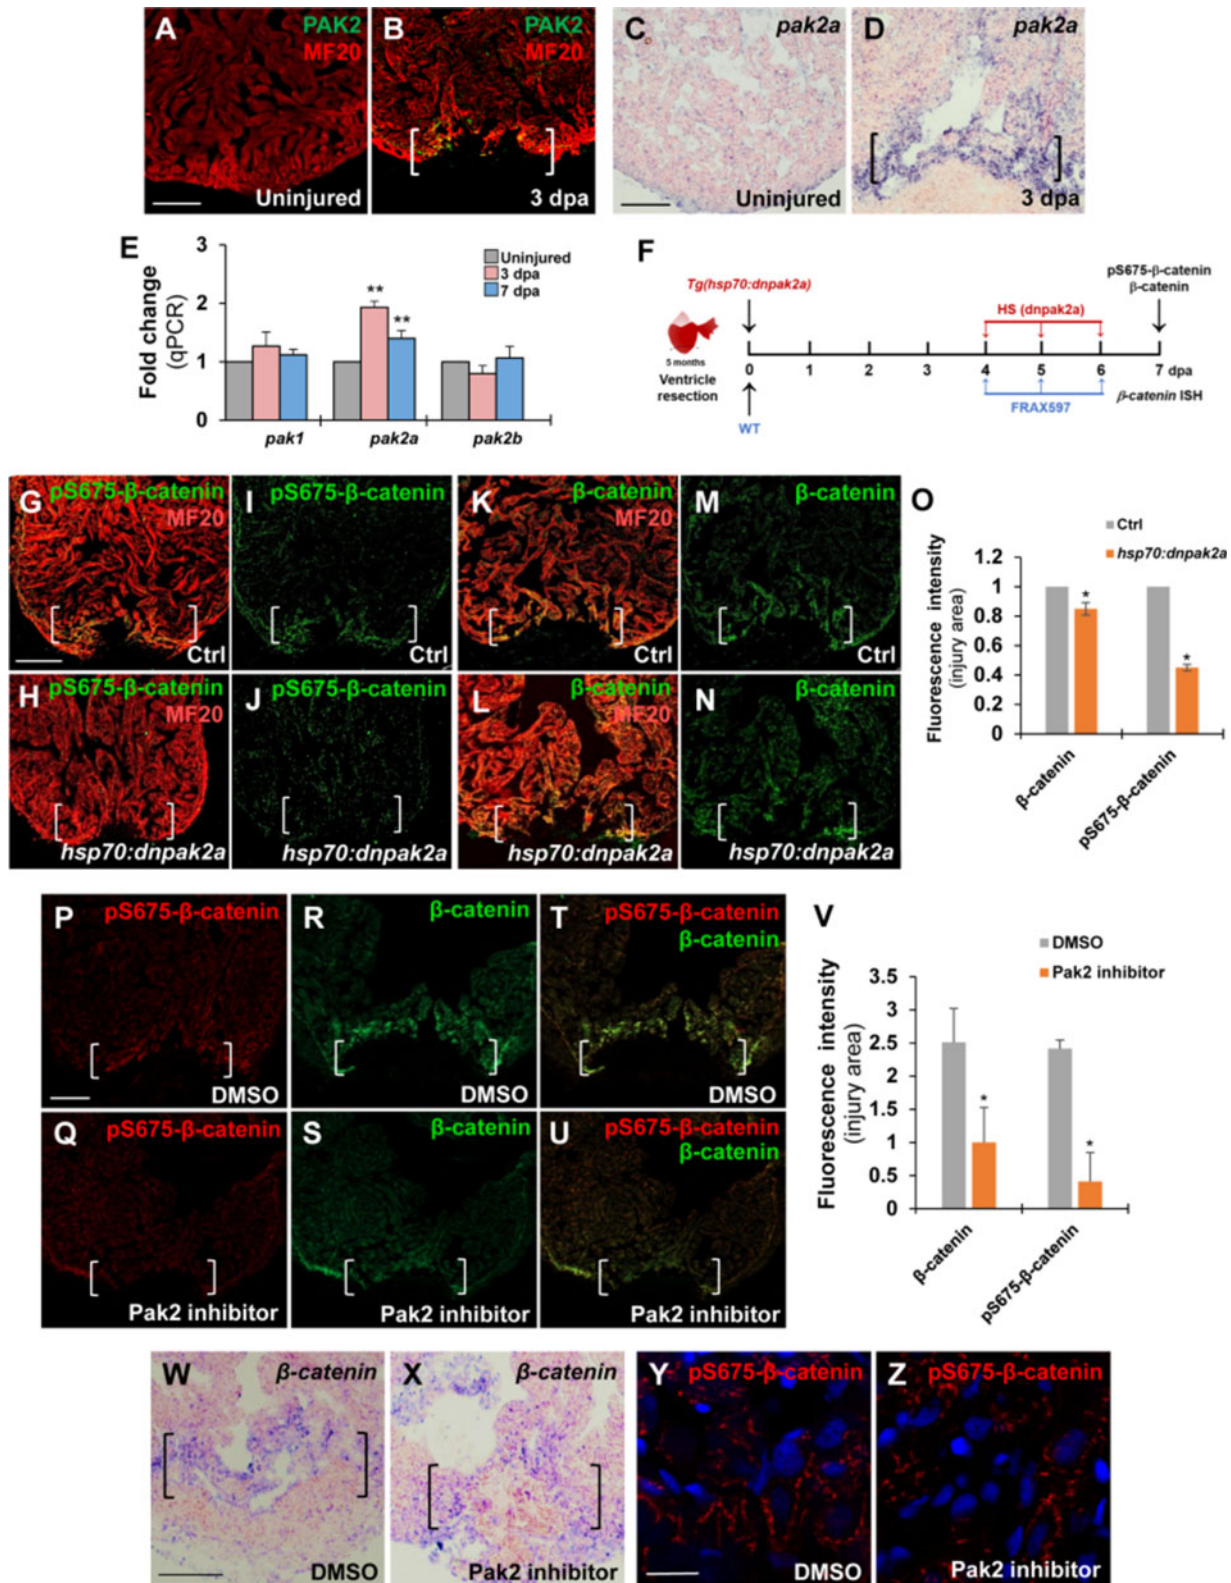 A PAK2
MF20
Uninjured
B PAK2
MF20
3 dpa
C pak2a
Uninjured
D pak2a
3 dpa
E
Fold change
(qPCR)
3
2
1
0
Uninjured
3 dpa
7 dpa
**
**
pak1 pak2a pak2b
F
Tg(hsp70:dnpak2a)
pS675-β-catenin
β-catenin
HS (dnpak2a)
5 months
Ventricle
resection
0 1 2 3 4 5 6 7 dpa
WT
FRAX597
β-catenin ISH
G pS675-β-catenin
MF20
Ctrl
I pS675-β-catenin
K β-catenin
MF20
Ctrl
M β-catenin
Ctrl
H pS675-β-catenin
MF20
hsp70:dnpak2a
J pS675-β-catenin
hsp70:dnpak2a
L β-catenin
MF20
hsp70:dnpak2a
N β-catenin
hsp70:dnpak2a
O
Ctrl
hsp70:dnpak2a
Fluorescence intensity
(injury area)
1.2
1
0.8
0.6
0.4
0.2
0
*
*
β-catenin
pS675-β-catenin
P pS675-β-catenin
DMSO
R β-catenin
DMSO
T pS675-β-catenin
β-catenin
DMSO
Q pS675-β-catenin
Pak2 inhibitor
S β-catenin
Pak2 inhibitor
U pS675-β-catenin
β-catenin
Pak2 inhibitor
V
DMSO
Pak2 inhibitor
Fluorescence intensity
(injury area)
3.5
3
2.5
2
1.5
1
0.5
0
*
*
β-catenin
pS675-β-catenin
W β-catenin
DMSO
X β-catenin
Pak2 inhibitor
Y pS675-β-catenin
DMSO
Z pS675-β-catenin
Pak2 inhibitor